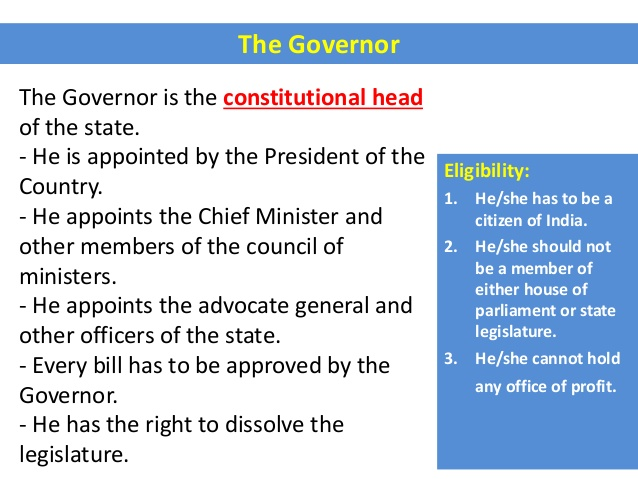 The Governor
The Governor is the constitutional head
of the state.
- He is appointed by the President of the
Country.
- He appoints the Chief Minister and
other members of the council of
ministers.
- He appoints the advocate general and
other officers of the state.
- Every bill has to be approved by the
Governor.
- He has the right to dissolve the
legislature.
Eligibility:
1. He/she has to be a
citizen of India.
2. He/she should not
be a member of
either house of
parliament or state
legislature.
3. He/she cannot hold
any office of profit.